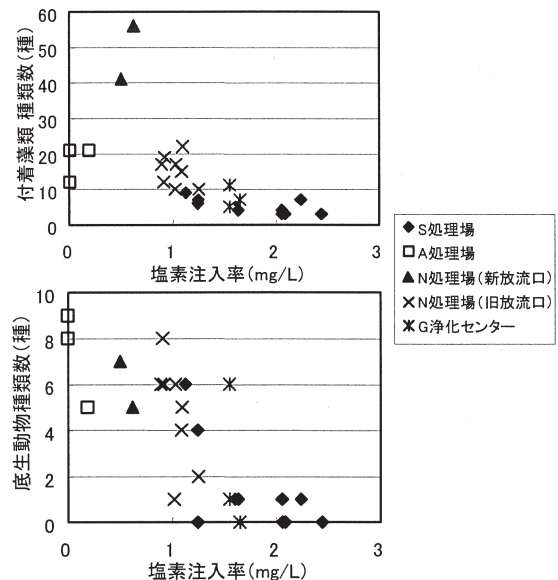 付着藻類 種類数(種)
60
50
40
30
20
10
0
0 1 2 3
塩素注入率(mg/L)
底生動物種類数(種)
10
8
6
4
2
0
0 1 2 3
塩素注入率(mg/L)
S処理場
A処理場
N処理場(新放流口)
N処理場(旧放流口)
G浄化センター